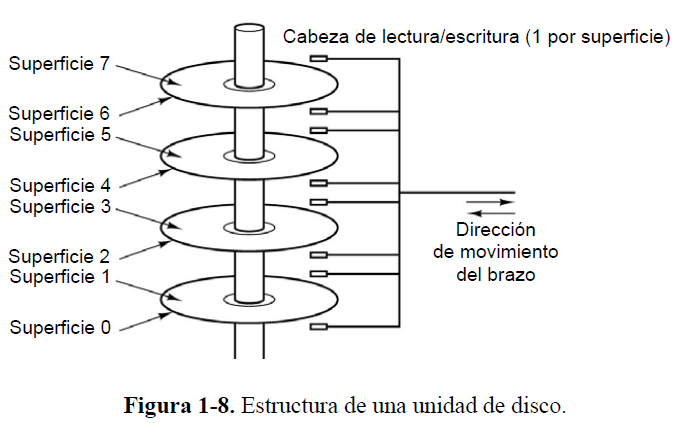 Cabeza de lectura/escritura (1 por superficie)
Superficie 7
Superficie 6
Superficie 5
Superficie 4
Superficie 3
Superficie 2
Superficie 1
Superficie 0
Dirección
de movimiento
del brazo
Figura 1-8. Estructura de una unidad de disco.